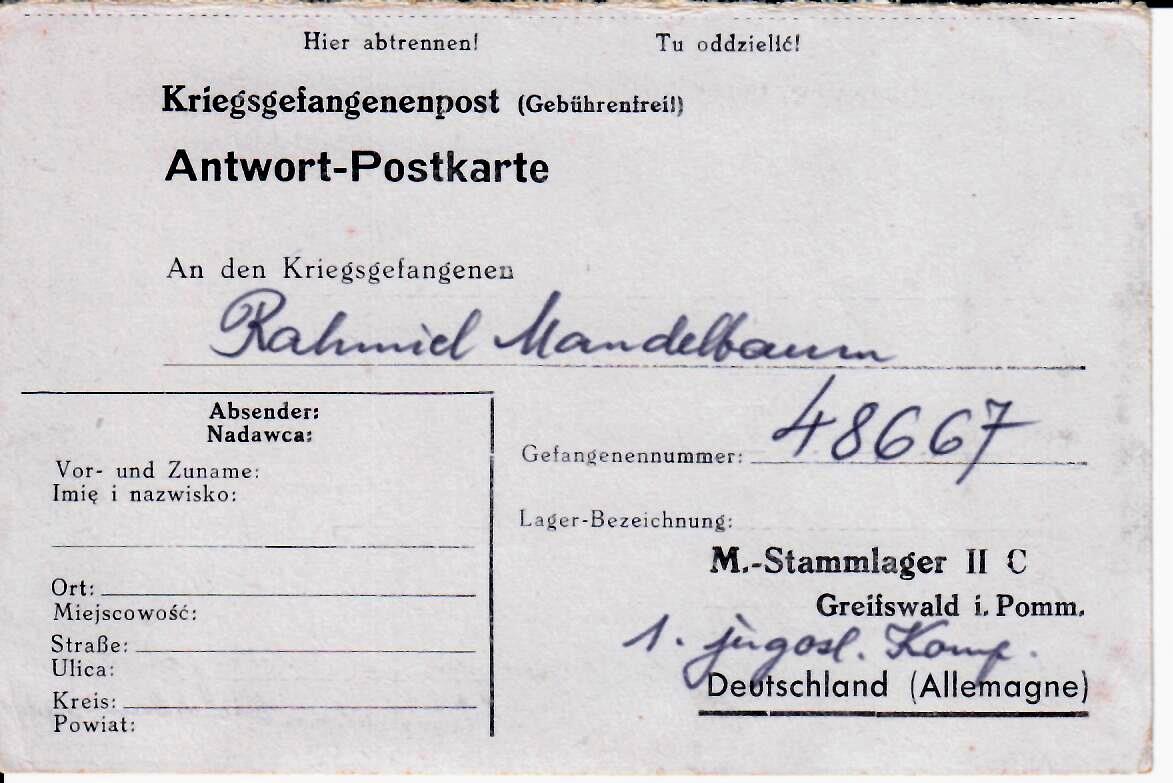 Hier abtrennen! Tu oddzielić!
Kriegsgefangenenpost (Gebührenfrei!)
Antwort-Postkarte
An den Kriegsgefangenen
Rahmiel Mandelbaum
Absender:
Nadawca:
Vor- und Zuname:
Imię i nazwisko:
Ort:
Miejscowość:
Straße:
Ulica:
Kreis:
Powiat:
Gefangenennummer: 48667
Lager-Bezeichnung:
M.-Stammlager II C
Greifswald i. Pomm.
1. jugosl. Komp.
Deutschland (Allemagne)